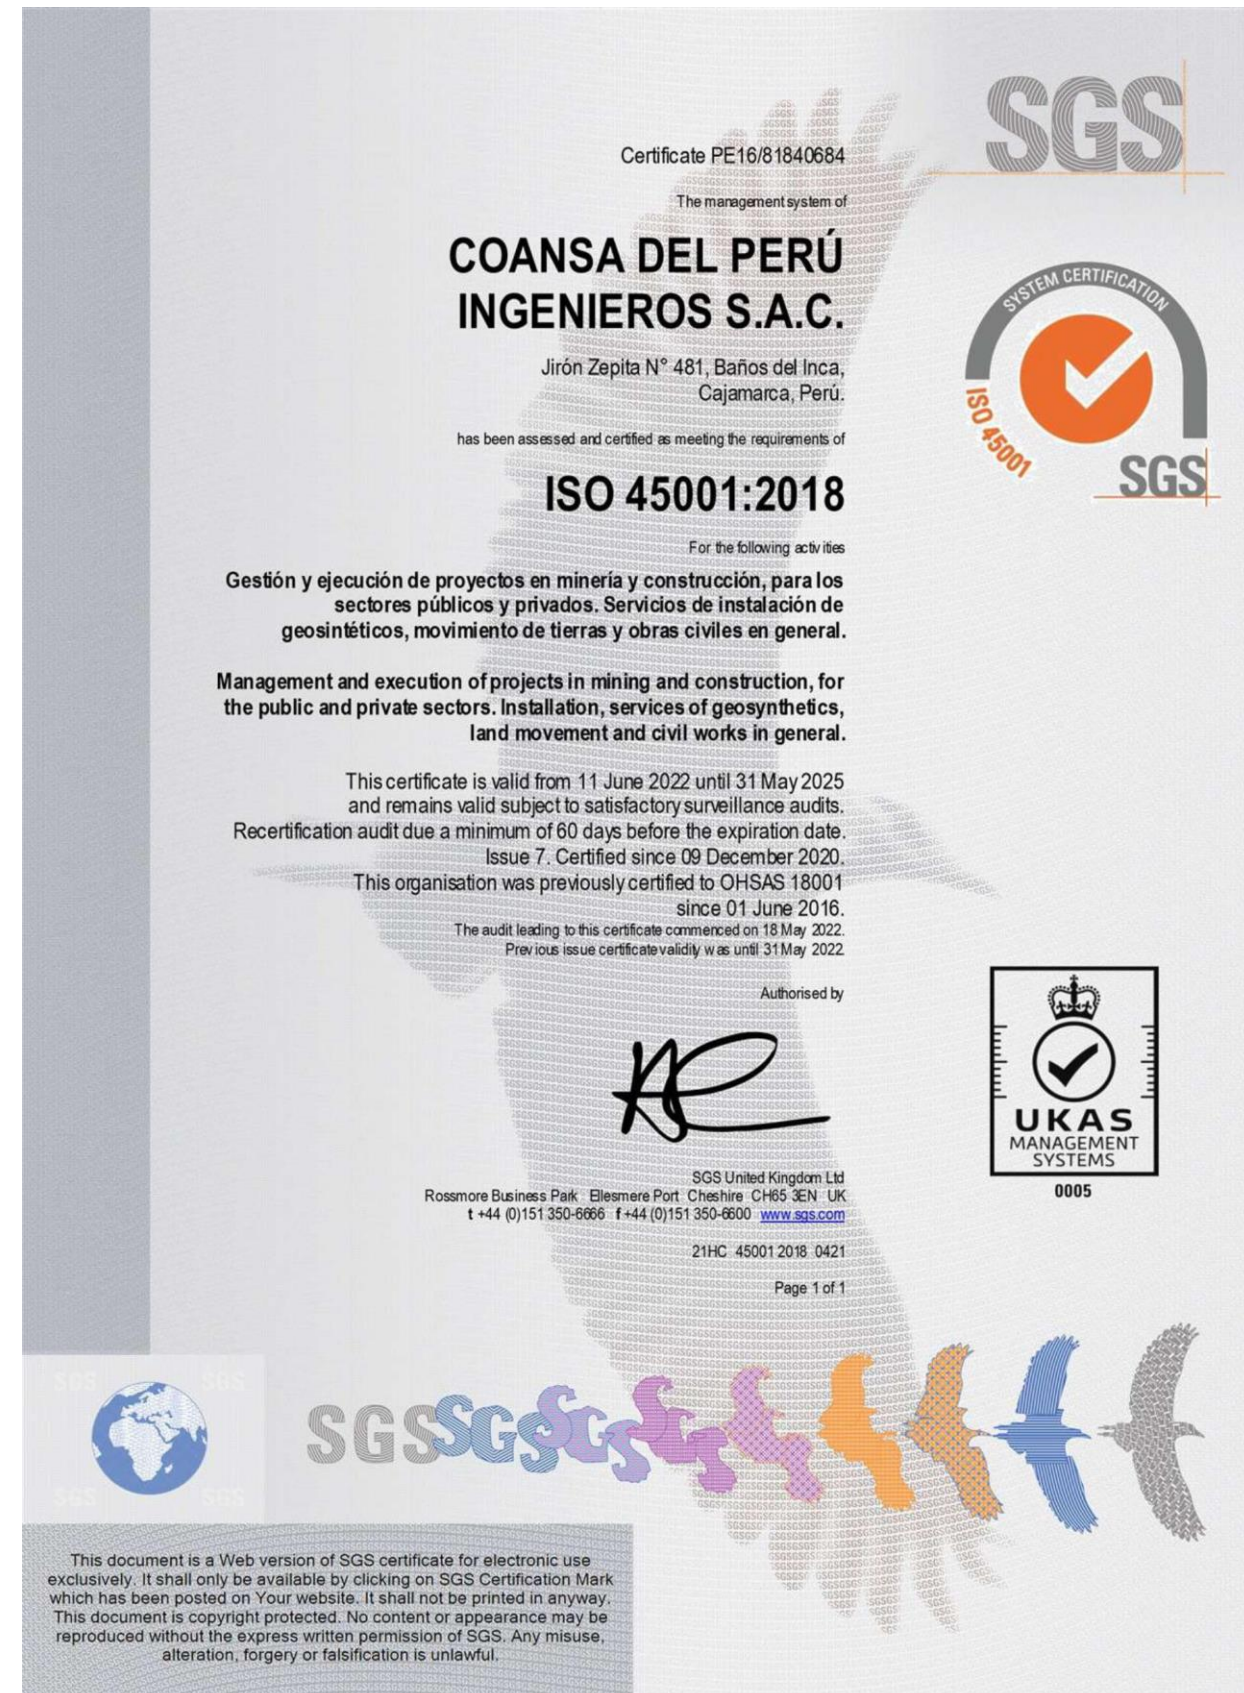 SGS
Certificate PE16/81840684
The management system of
COANSA DEL PERÚ
INGENIEROS S.A.C.
Jirón Zepita N° 481, Baños del Inca,
Cajamarca, Perú.
has been assessed and certified as meeting the requirements of
ISO 45001:2018
SYSTEM CERTIFICATION
ISO 45001
SGS
For the following activities
Gestión y ejecución de proyectos en minería y construcción, para los
sectores públicos y privados. Servicios de instalación de
geosintéticos, movimiento de tierras y obras civiles en general.
Management and execution of projects in mining and construction, for
the public and private sectors. Installation, services of geosynthetics,
land movement and civil works in general.
This certificate is valid from 11 June 2022 until 31 May 2025
and remains valid subject to satisfactory surveillance audits.
Recertification audit due a minimum of 60 days before the expiration date.
Issue 7. Certified since 09 December 2020.
This organisation was previously certified to OHSAS 18001
since 01 June 2016.
The audit leading to this certificate commenced on 18 May 2022.
Previous issue certificate validity was until 31 May 2022
Authorised by
UKAS
MANAGEMENT
SYSTEMS
0005
SGS United Kingdom Ltd
Rossmore Business Park Ellesmere Port Cheshire CH65 3EN UK
t +44 (0)151 350-6666 f +44 (0)151 350-6600 www.sgs.com
21HC 45001 2018 0421
Page 1 of 1
SGS SGS
SGS SGS
SGS SGS SGS
This document is a Web version of SGS certificate for electronic use
exclusively. It shall only be available by clicking on SGS Certification Mark
which has been posted on Your website. It shall not be printed in anyway.
This document is copyright protected. No content or appearance may be
reproduced without the express written permission of SGS. Any misuse,
alteration, forgery or falsification is unlawful.